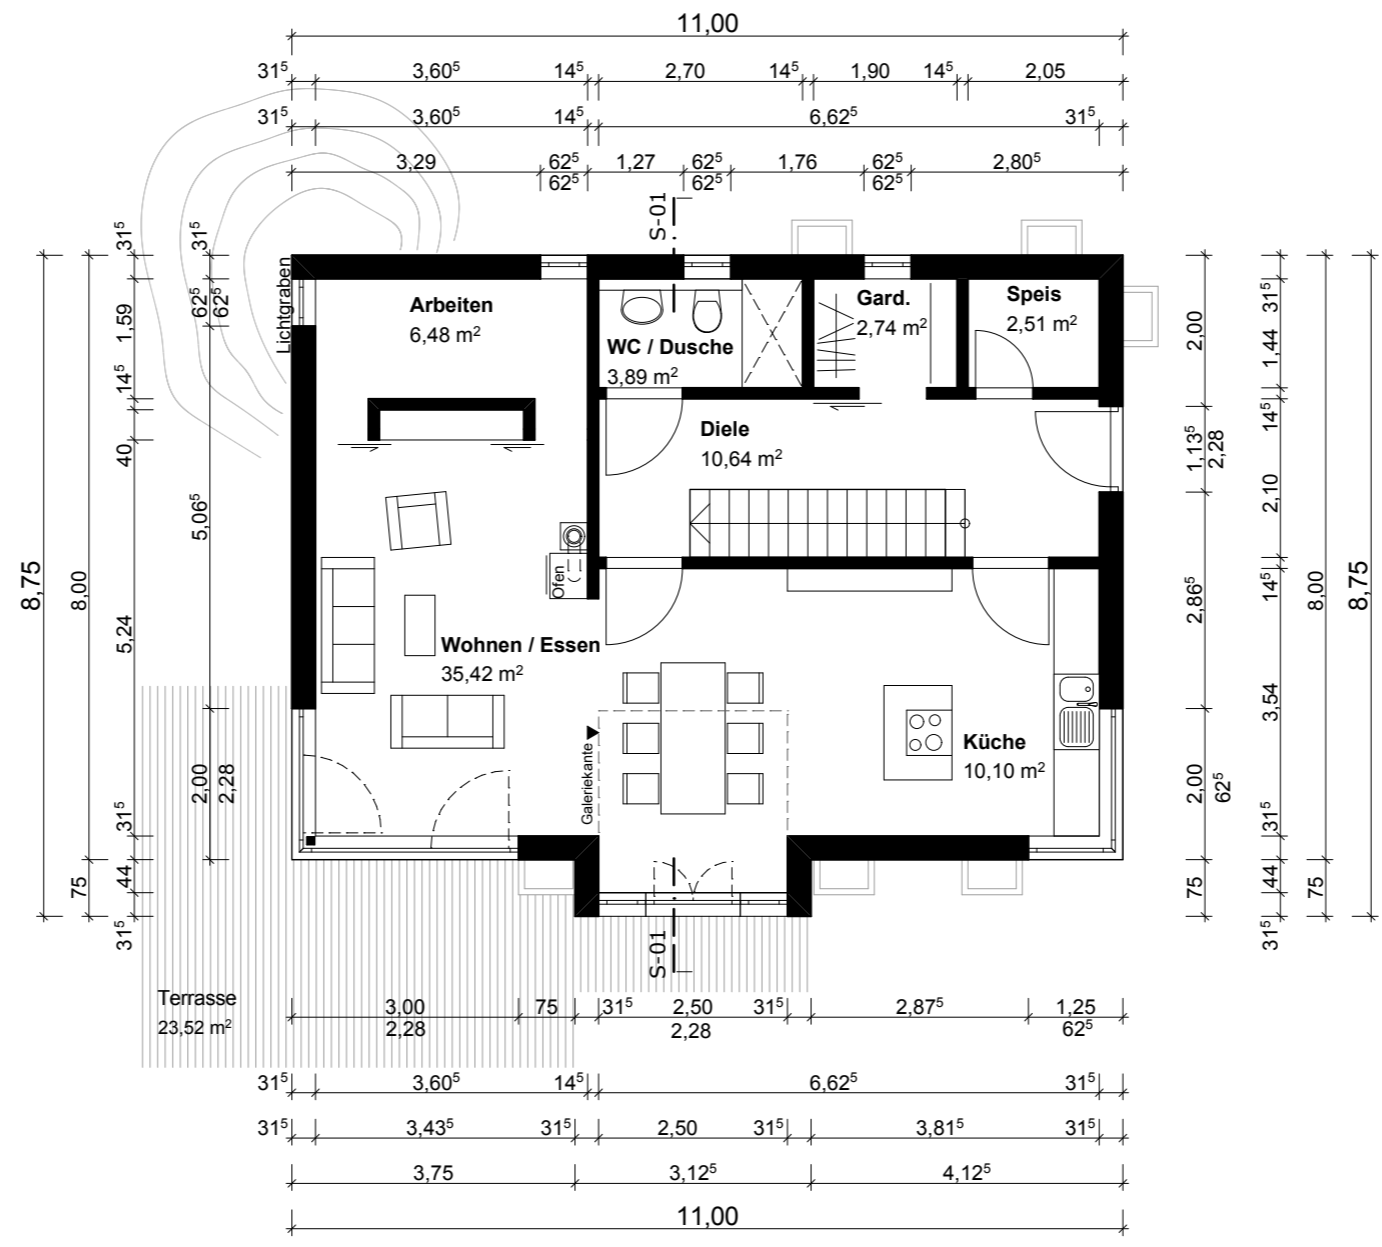 11,00
31⁵ 3,60⁵ 14⁵ 2,70 14⁵ 1,90 14⁵ 2,05
31⁵ 3,60⁵ 14⁵ 6,62⁵ 31⁵
3,29 62⁵ 1,27 62⁵ 1,76 62⁵ 2,80⁵
62⁵ 62⁵ 62⁵
8,75
8,00
75
31⁵
1,59
14⁵
40
5,24
31⁵
44
31⁵
31⁵
62⁵
62⁵
5,06⁵
2,00
2,28
Lichtgraben
S-01
Arbeiten
6,48 m²
WC / Dusche
3,89 m²
Gard.
2,74 m²
Speis
2,51 m²
Diele
10,64 m²
Ofen
Wohnen / Essen
35,42 m²
Galeriekante
Küche
10,10 m²
S-01
Terrasse
23,52 m²
2,00
1,13⁵
2,28
2,86⁵
2,00
62⁵
75
31⁵
1,44
14⁵
2,10
14⁵
3,54
31⁵
44
31⁵
8,00
75
8,75
3,00 75 31⁵ 2,50 31⁵ 2,87⁵ 1,25
2,28 2,28 62⁵
31⁵ 3,60⁵ 14⁵ 6,62⁵ 31⁵
31⁵ 3,43⁵ 31⁵ 2,50 31⁵ 3,81⁵ 31⁵
3,75 3,12⁵ 4,12⁵
11,00